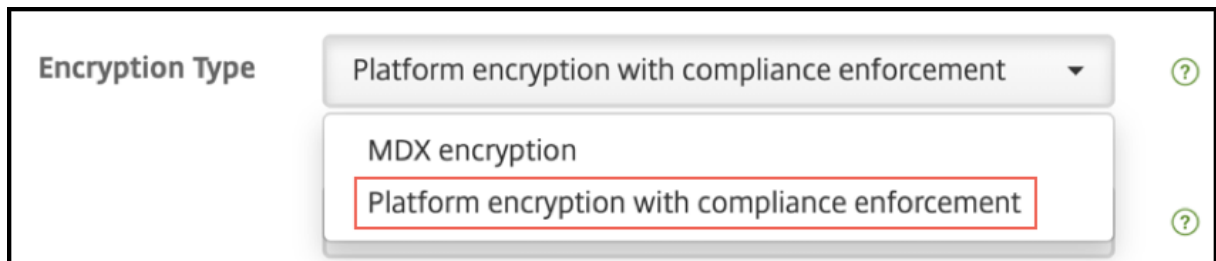 Encryption Type Platform encryption with compliance enforcement ?
MDX encryption
Platform encryption with compliance enforcement
?